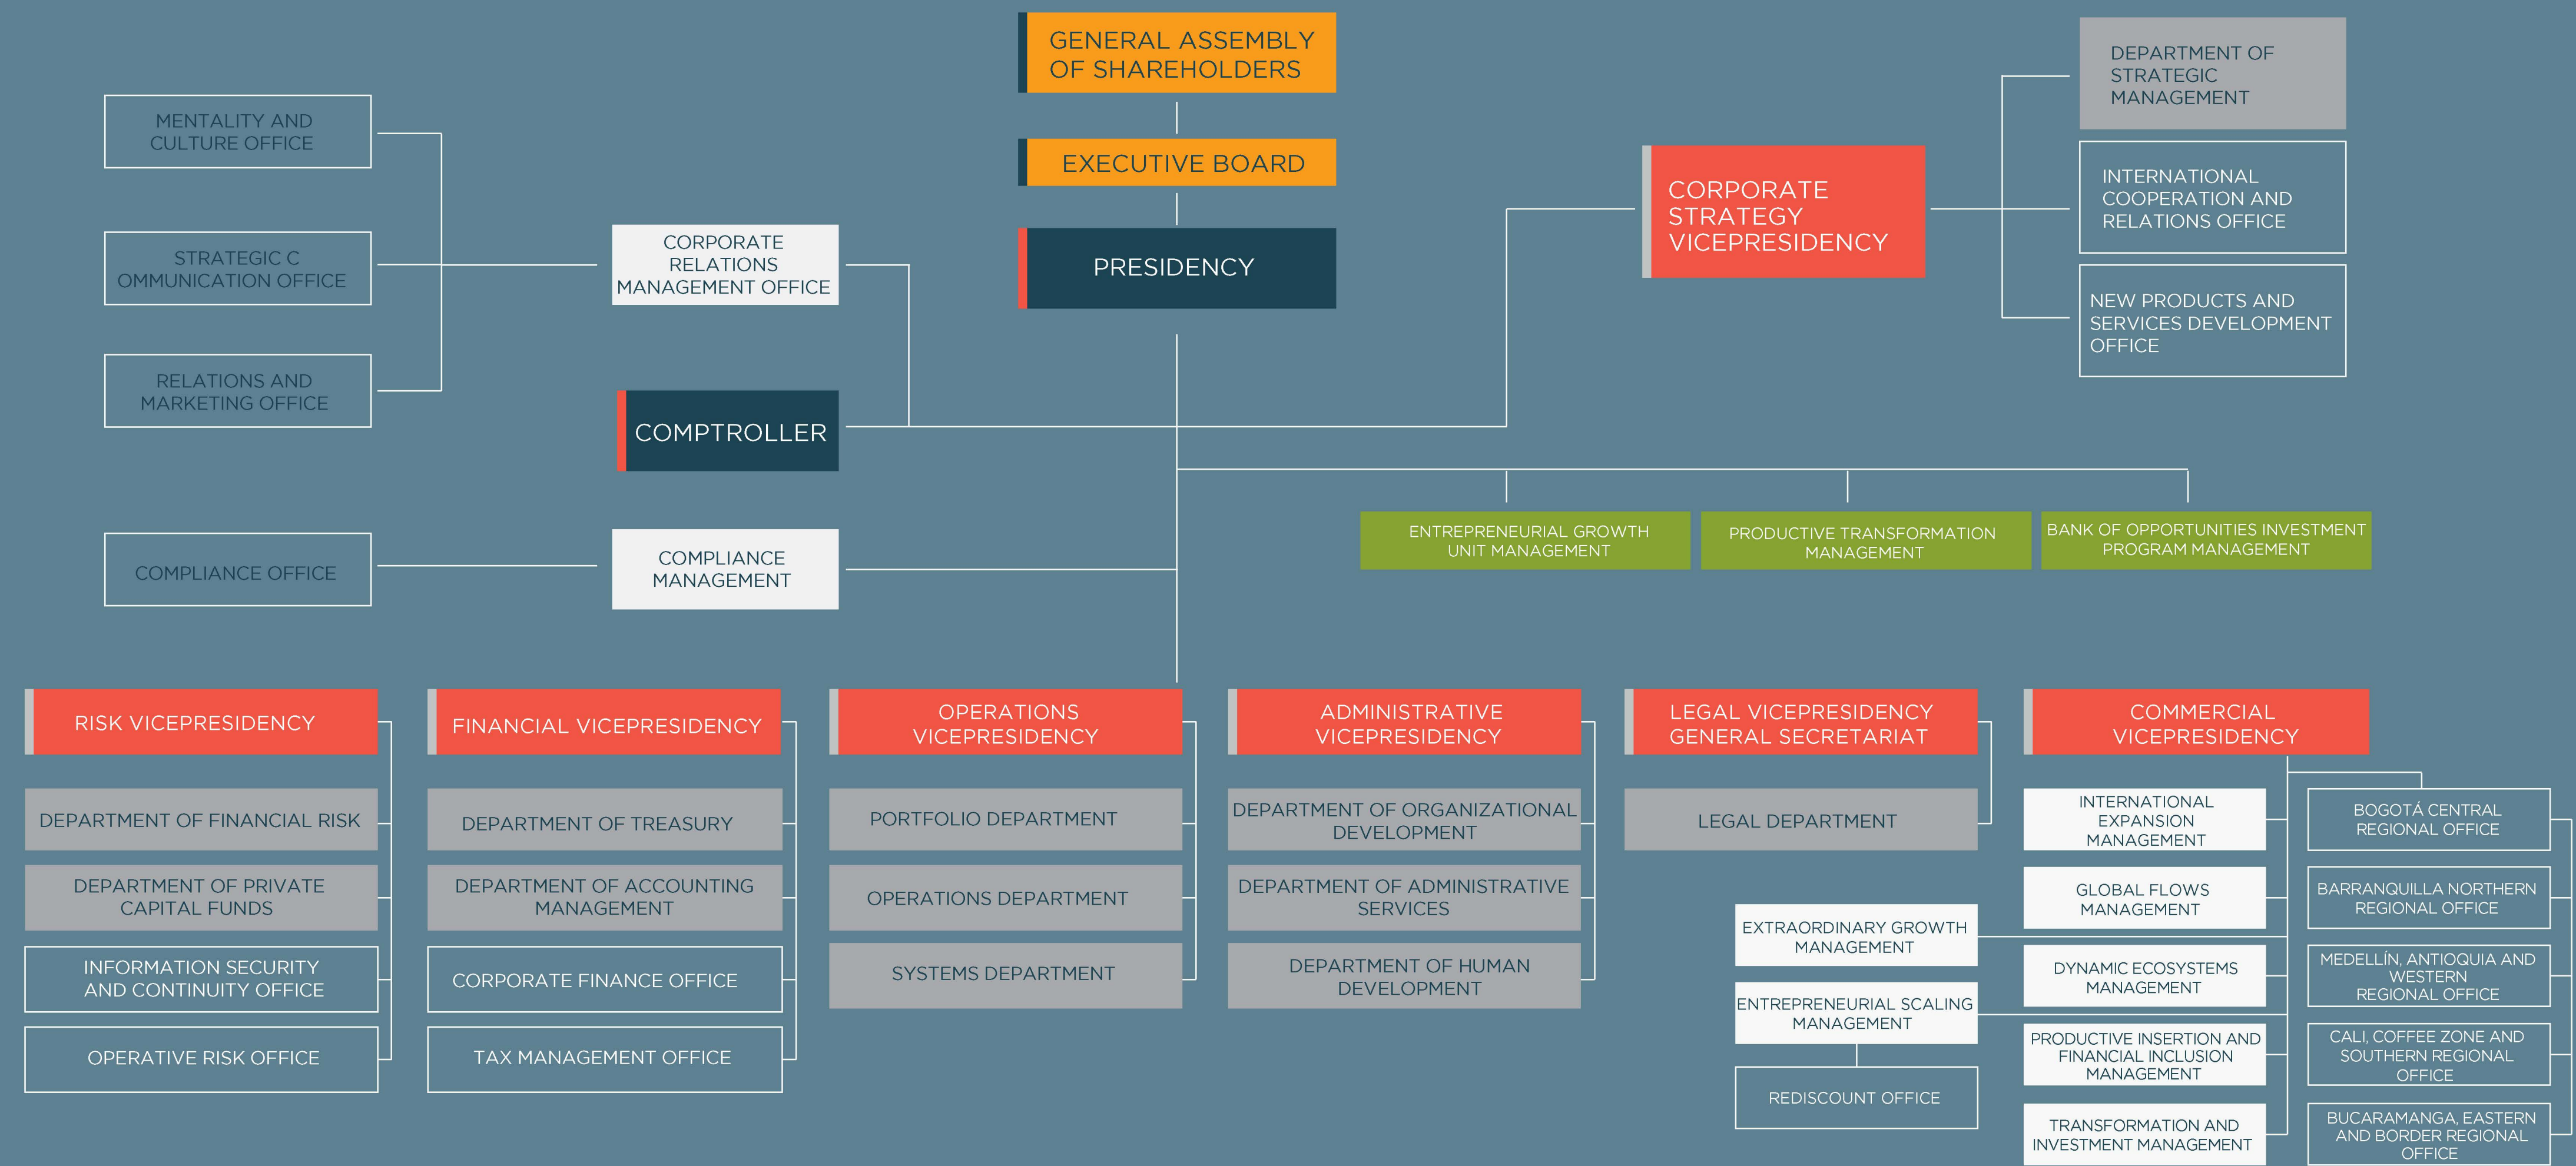 GENERAL ASSEMBLY
OF SHAREHOLDERS
EXECUTIVE BOARD
PRESIDENCY
MENTALITY AND
CULTURE OFFICE
STRATEGIC C
OMMUNICATION OFFICE
RELATIONS AND
MARKETING OFFICE
CORPORATE
RELATIONS
MANAGEMENT OFFICE
COMPTROLLER
COMPLIANCE OFFICE
COMPLIANCE
MANAGEMENT
CORPORATE
STRATEGY
VICEPRESIDENCY
DEPARTMENT OF
STRATEGIC
MANAGEMENT
INTERNATIONAL
COOPERATION AND
RELATIONS OFFICE
NEW PRODUCTS AND
SERVICES DEVELOPMENT
OFFICE
ENTREPRENEURIAL GROWTH
UNIT MANAGEMENT
PRODUCTIVE TRANSFORMATION
MANAGEMENT
BANK OF OPPORTUNITIES INVESTMENT
PROGRAM MANAGEMENT
RISK VICEPRESIDENCY
DEPARTMENT OF FINANCIAL RISK
DEPARTMENT OF PRIVATE
CAPITAL FUNDS
INFORMATION SECURITY
AND CONTINUITY OFFICE
OPERATIVE RISK OFFICE
FINANCIAL VICEPRESIDENCY
DEPARTMENT OF TREASURY
DEPARTMENT OF ACCOUNTING
MANAGEMENT
CORPORATE FINANCE OFFICE
TAX MANAGEMENT OFFICE
OPERATIONS
VICEPRESIDENCY
PORTFOLIO DEPARTMENT
OPERATIONS DEPARTMENT
SYSTEMS DEPARTMENT
ADMINISTRATIVE
VICEPRESIDENCY
DEPARTMENT OF ORGANIZATIONAL
DEVELOPMENT
DEPARTMENT OF ADMINISTRATIVE
SERVICES
DEPARTMENT OF HUMAN
DEVELOPMENT
LEGAL VICEPRESIDENCY
GENERAL SECRETARIAT
LEGAL DEPARTMENT
EXTRAORDINARY GROWTH
MANAGEMENT
ENTREPRENEURIAL SCALING
MANAGEMENT
REDISCOUNT OFFICE
COMMERCIAL
VICEPRESIDENCY
INTERNATIONAL
EXPANSION
MANAGEMENT
GLOBAL FLOWS
MANAGEMENT
DYNAMIC ECOSYSTEMS
MANAGEMENT
PRODUCTIVE INSERTION AND
FINANCIAL INCLUSION
MANAGEMENT
TRANSFORMATION AND
INVESTMENT MANAGEMENT
BOGOTÁ CENTRAL
REGIONAL OFFICE
BARRANQUILLA NORTHERN
REGIONAL OFFICE
MEDELLÍN, ANTIOQUIA AND
WESTERN
REGIONAL OFFICE
CALI, COFFEE ZONE AND
SOUTHERN REGIONAL
OFFICE
BUCARAMANGA, EASTERN
AND BORDER REGIONAL
OFFICE